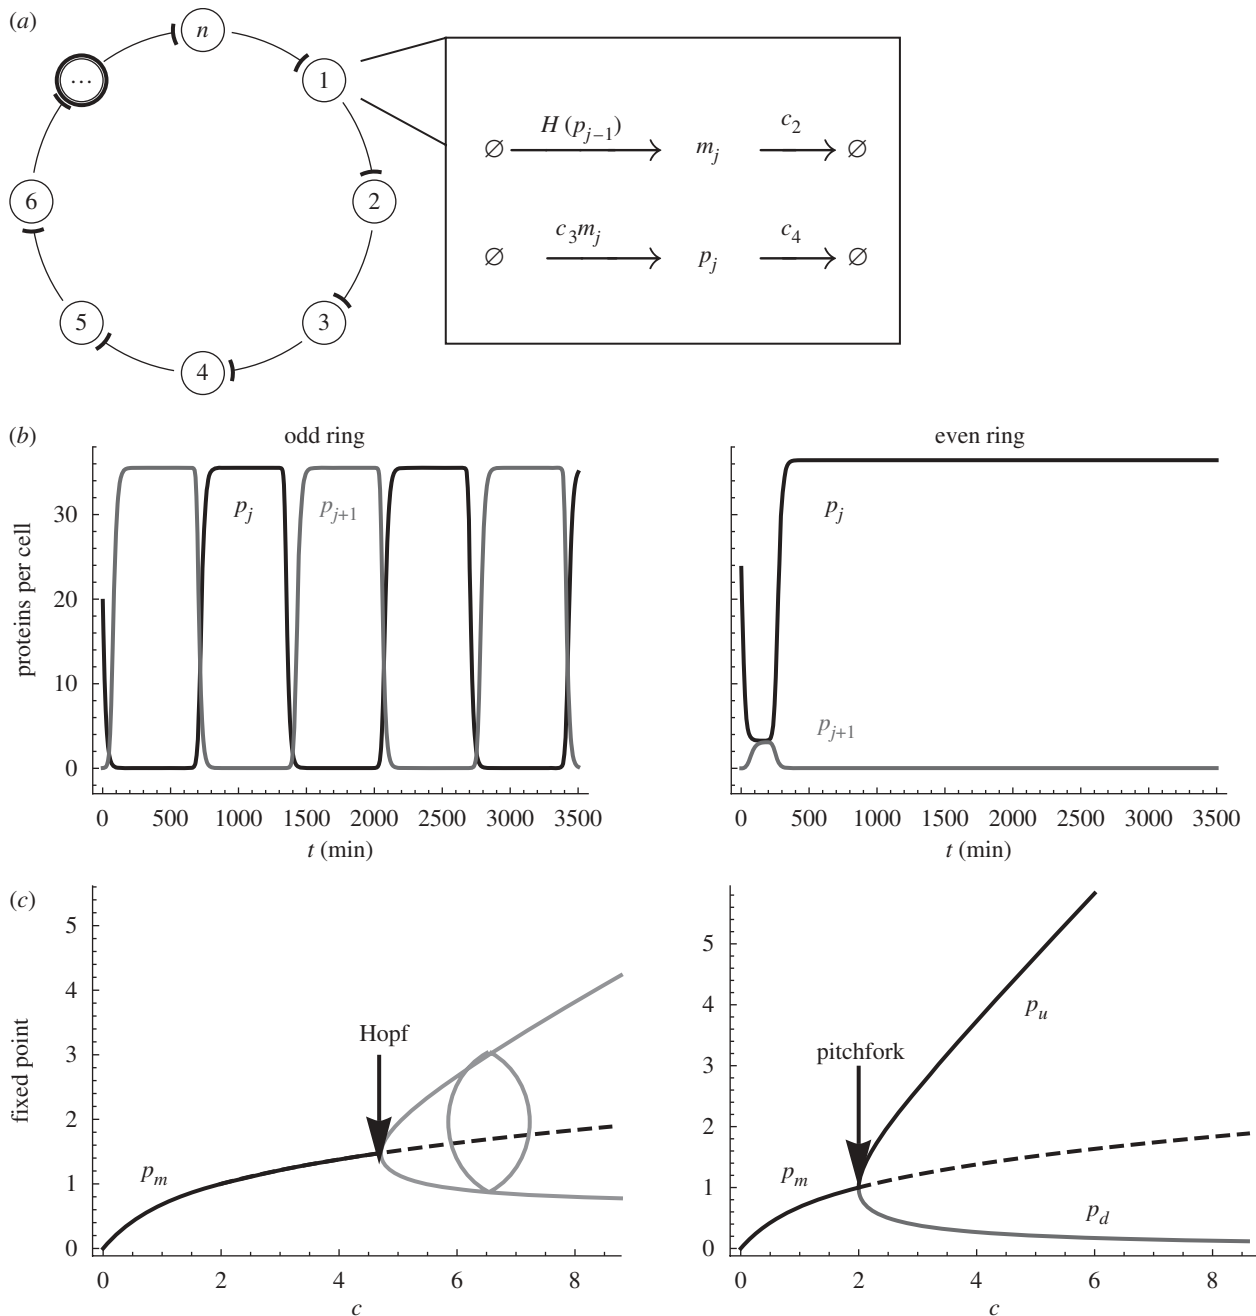 (a)
n
1
2
3
4
5
6
...
H (p_{j−1})
c_2
∅ m_j ∅
c_3m_j
c_4
∅ p_j ∅
(b)
odd ring
proteins per cell
30
20
10
0
p_j
p_{j+1}
0 500 1000 1500 2000 2500 3000 3500
t (min)
even ring
30
20
10
0
p_j
p_{j+1}
0 500 1000 1500 2000 2500 3000 3500
t (min)
(c)
fixed point
5
4
3
2
1
0
Hopf
p_m
0 2 4 6 8
c
5
4
3
2
1
0
pitchfork
p_u
p_m
p_d
0 2 4 6 8
c